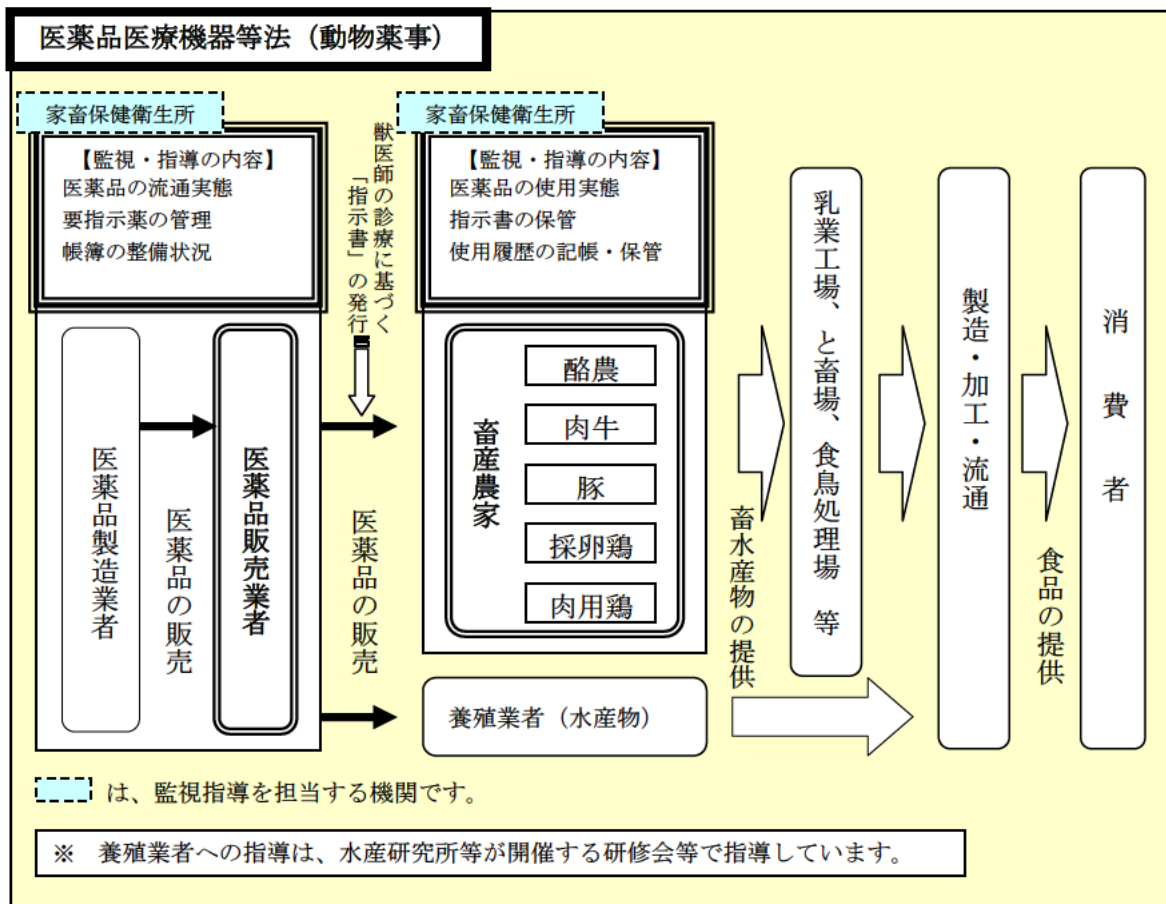 医薬品医療機器等法（動物薬事）
家畜保健衛生所
【監視・指導の内容】
医薬品の流通実態
要指示薬の管理
帳簿の整備状況
獣医師の診療に基づく
「指示書」の発行
家畜保健衛生所
【監視・指導の内容】
医薬品の使用実態
指示書の保管
使用履歴の記帳・保管
医薬品製造業者
医薬品の販売
医薬品販売業者
医薬品の販売
畜産農家
酪農
肉牛
豚
採卵鶏
肉用鶏
養殖業者（水産物）
畜水産物の提供
乳業工場、と畜場、食鳥処理場　等
製造・加工・流通
食品の提供
消費者
は、監視指導を担当する機関です。
※　養殖業者への指導は、水産研究所等が開催する研修会等で指導しています。